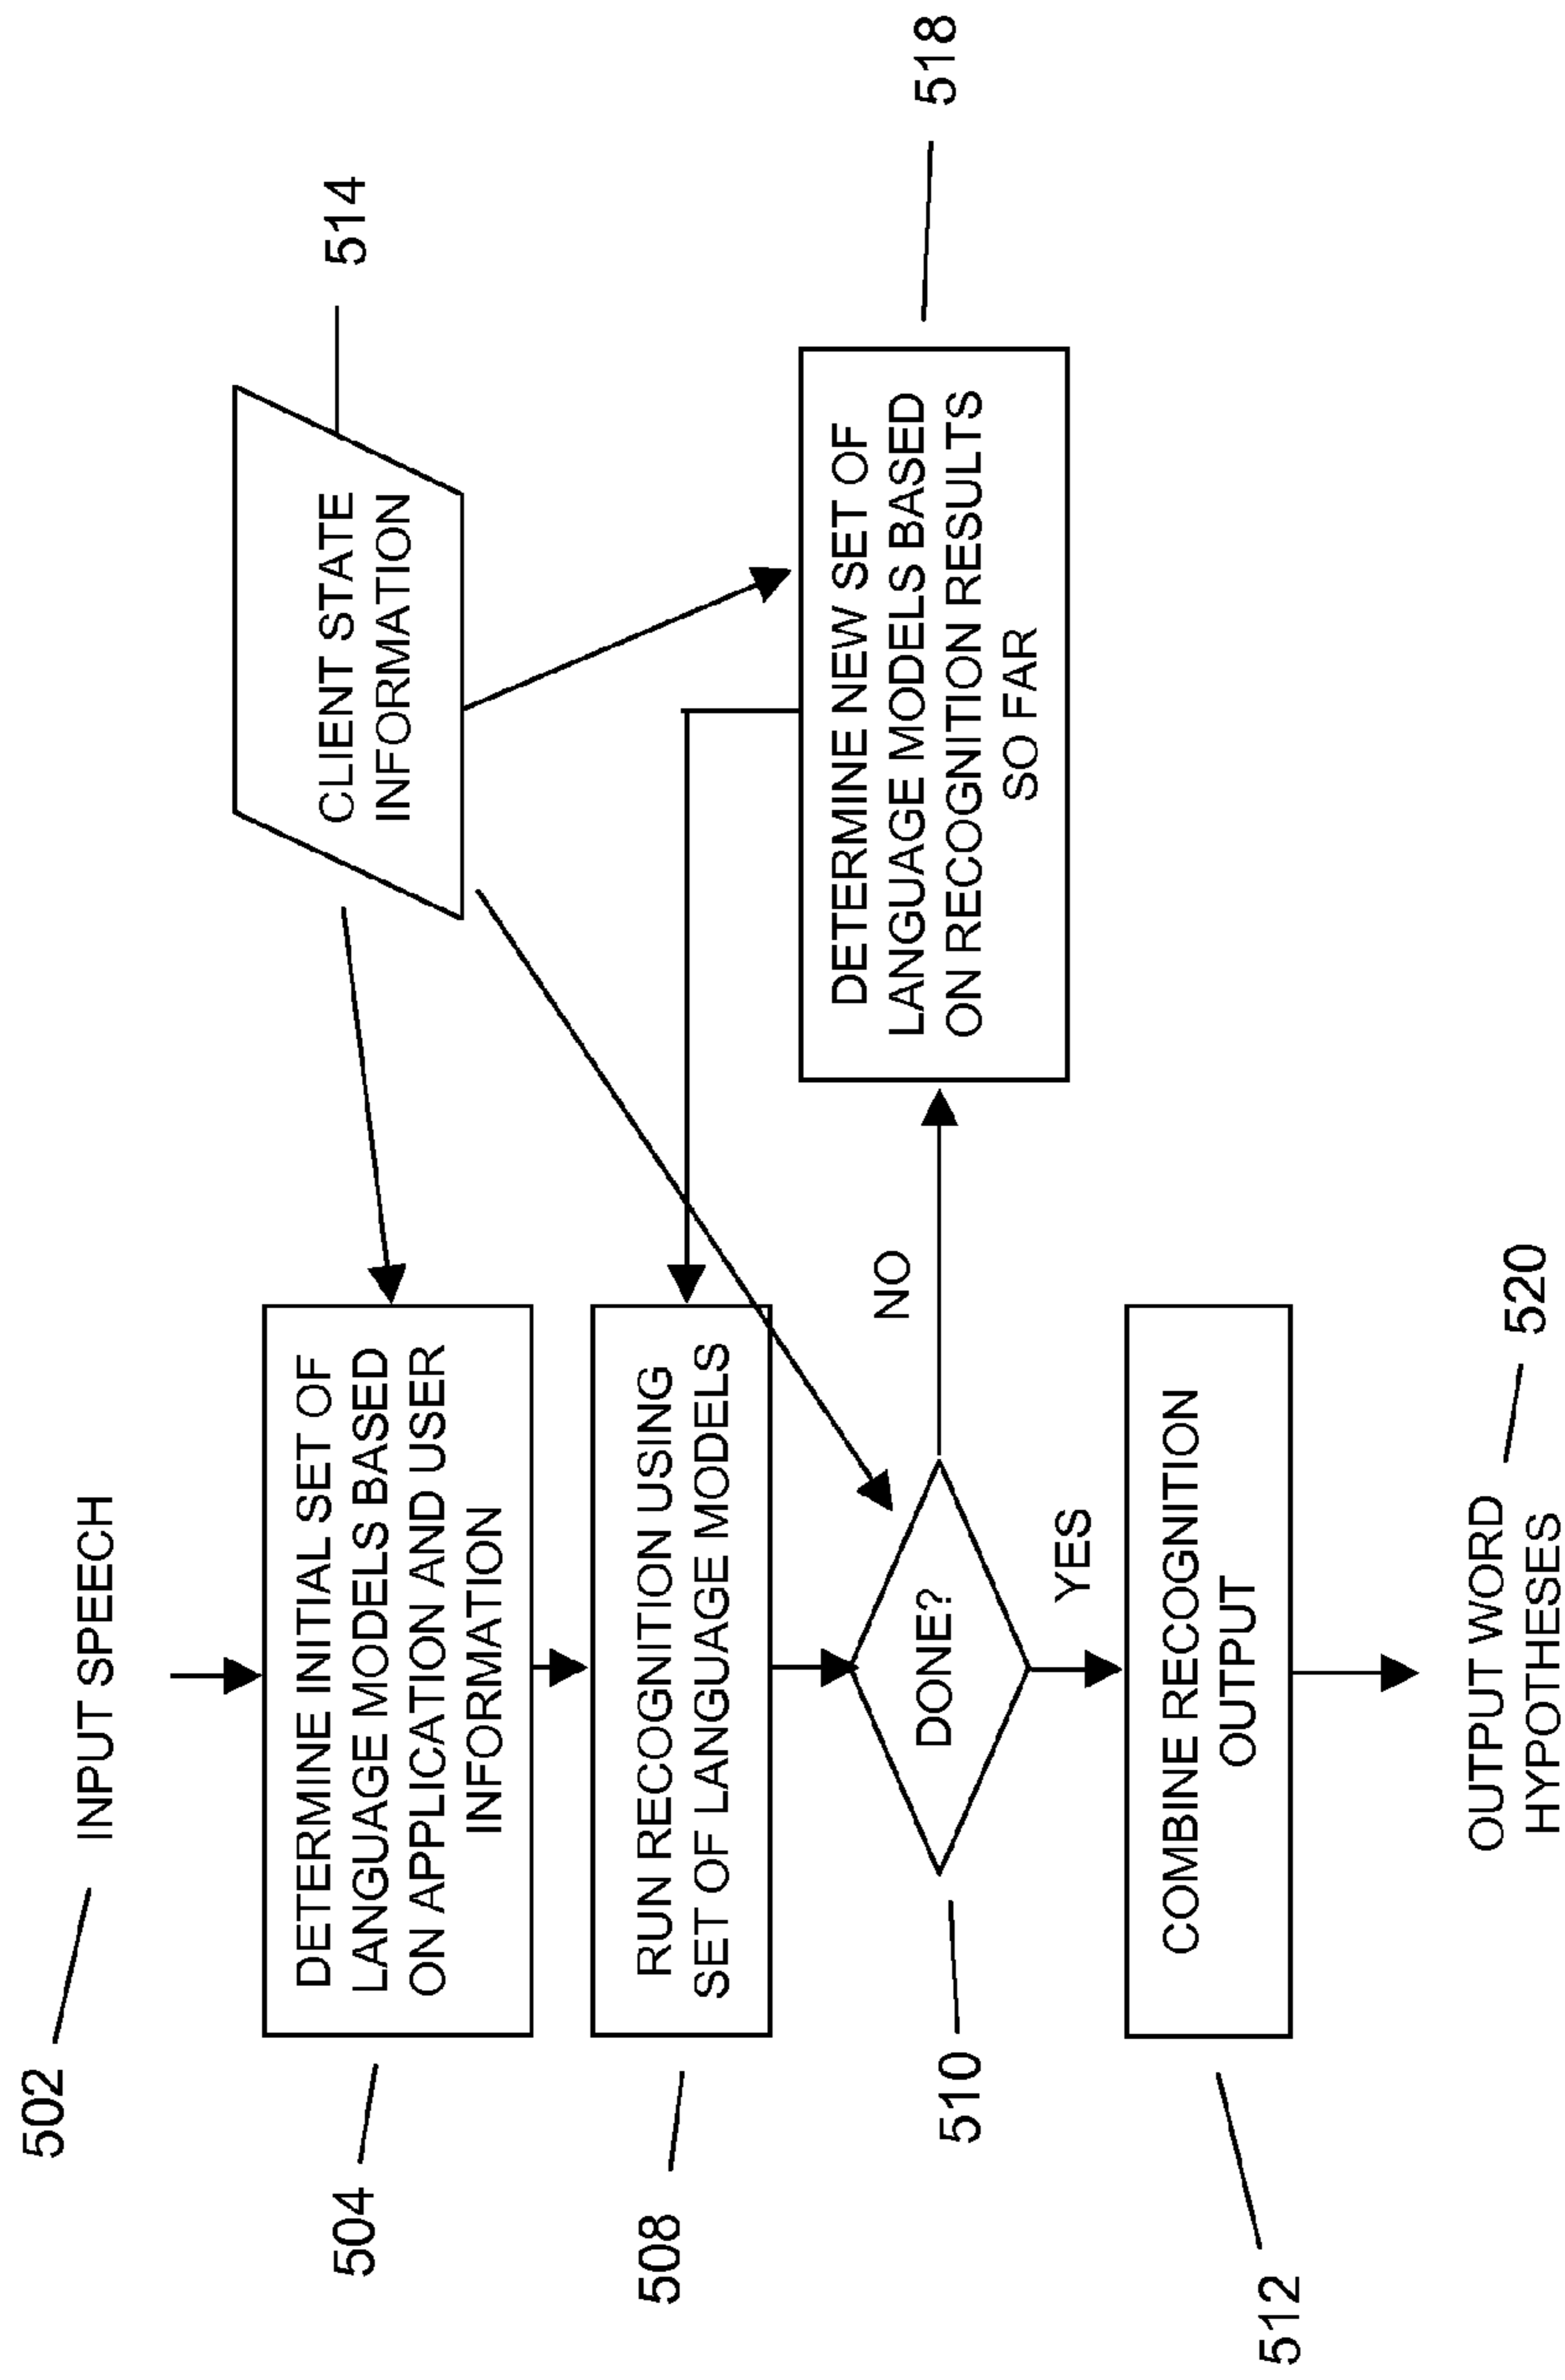 502
INPUT SPEECH
504
DETERMINE INITIAL SET OF
LANGUAGE MODELS BASED
ON APPLICATION AND USER
INFORMATION
514
CLIENT STATE
INFORMATION
508
RUN RECOGNITION USING
SET OF LANGUAGE MODELS
510
DONE?
NO
YES
518
DETERMINE NEW SET OF
LANGUAGE MODELS BASED
ON RECOGNITION RESULTS
SO FAR
512
COMBINE RECOGNITION
OUTPUT
OUTPUT WORD
HYPOTHESES
520